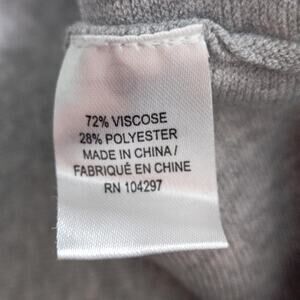 72% VISCOSE
28% POLYESTER
MADE IN CHINA /
FABRIQUÉ EN CHINE
RN 104297